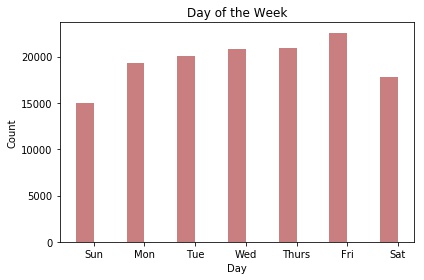 Day of the Week
20000
15000
10000
5000
0
Count
Sun Mon Tue Wed Thurs Fri Sat
Day